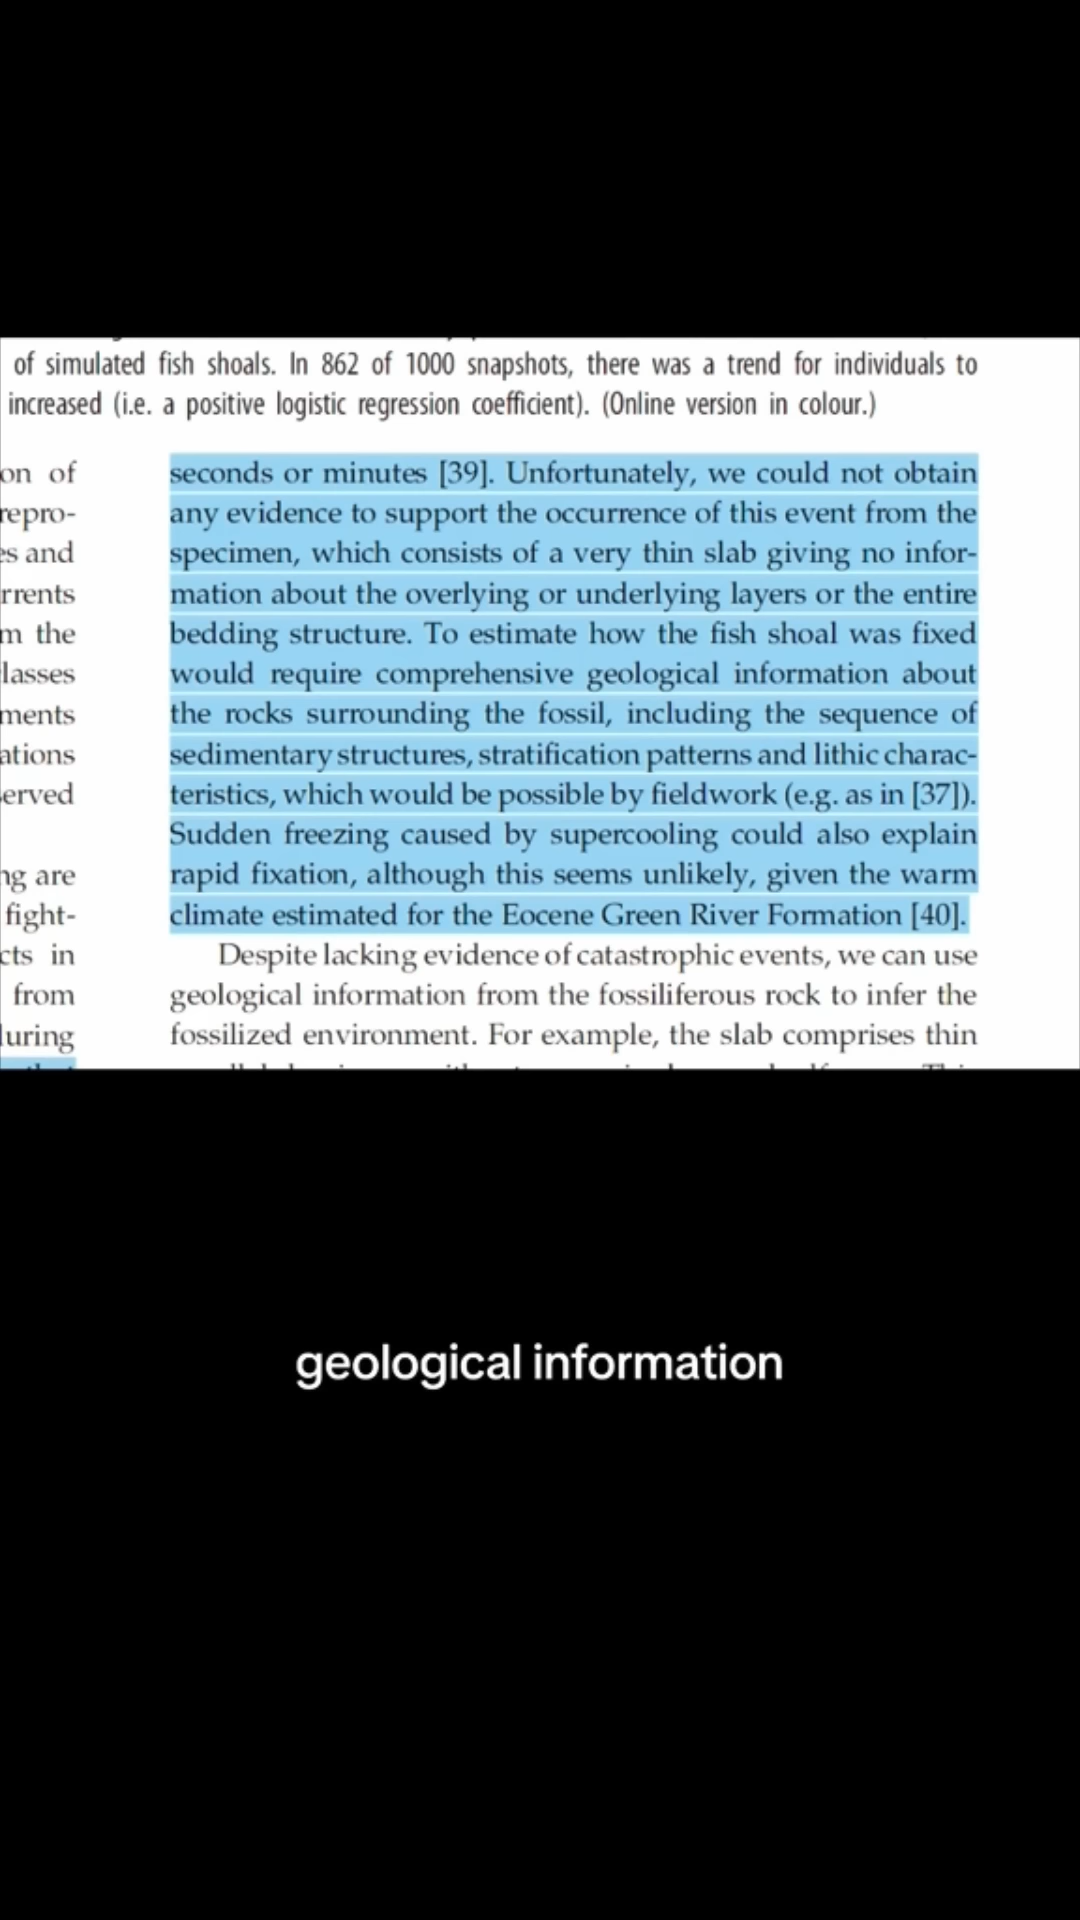 of simulated fish shoals. In 862 of 1000 snapshots, there was a trend for individuals to
increased (i.e. a positive logistic regression coefficient). (Online version in colour.)
on of
repro-
es and
rrents
m the
lasses
ments
ations
served
ng are
fight-
cts in
from
luring
that
seconds or minutes [39]. Unfortunately, we could not obtain
any evidence to support the occurrence of this event from the
specimen, which consists of a very thin slab giving no infor-
mation about the overlying or underlying layers or the entire
bedding structure. To estimate how the fish shoal was fixed
would require comprehensive geological information about
the rocks surrounding the fossil, including the sequence of
sedimentary structures, stratification patterns and lithic charac-
teristics, which would be possible by fieldwork (e.g. as in [37]).
Sudden freezing caused by supercooling could also explain
rapid fixation, although this seems unlikely, given the warm
climate estimated for the Eocene Green River Formation [40].
Despite lacking evidence of catastrophic events, we can use
geological information from the fossiliferous rock to infer the
fossilized environment. For example, the slab comprises thin
geological information